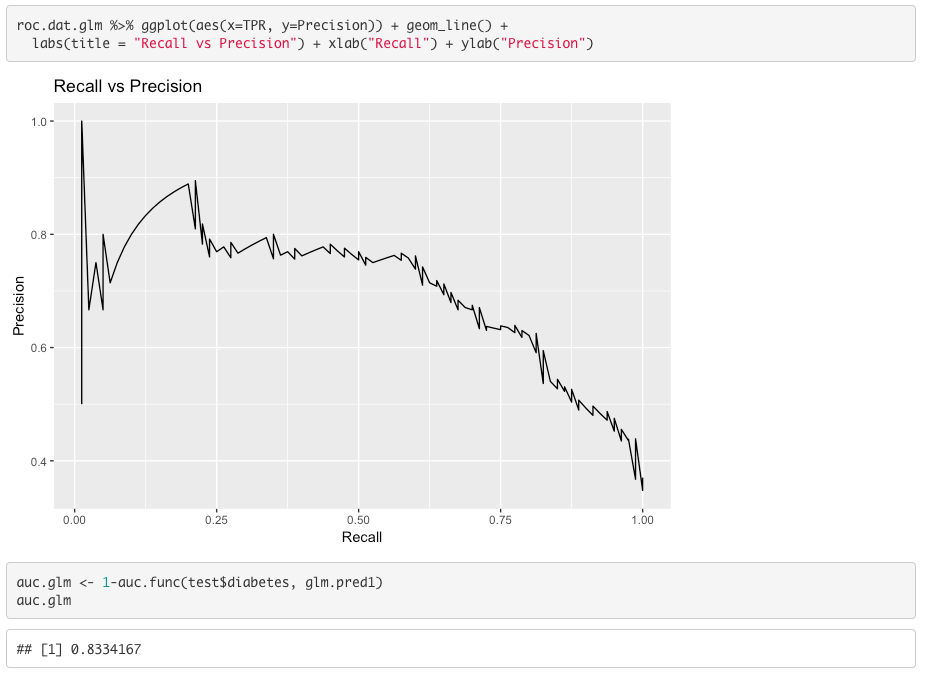 roc.dat.glm %>% ggplot(aes(x=TPR, y=Precision)) + geom_line() +
  labs(title = "Recall vs Precision") + xlab("Recall") + ylab("Precision")
Recall vs Precision
1.0
0.8
0.6
0.4
Precision
0.00 0.25 0.50 0.75 1.00
Recall
auc.glm <- 1-auc.func(test$diabetes, glm.pred1)
auc.glm
## [1] 0.8334167